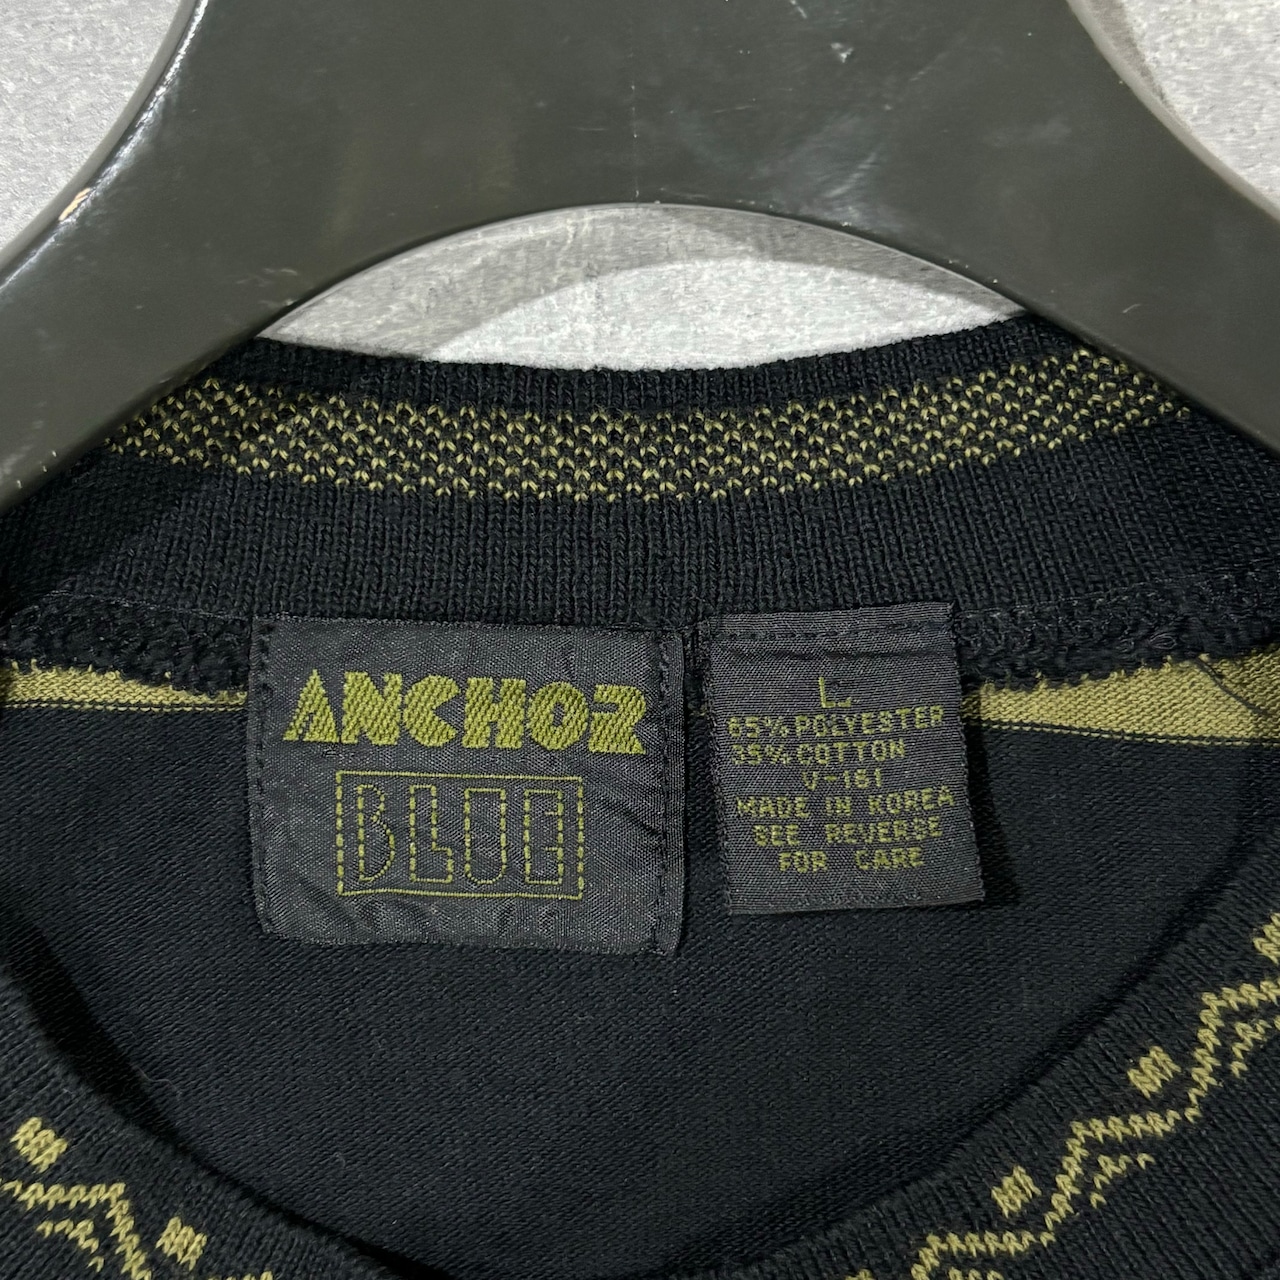 ANCHOR
BLUE
L
65% POLYESTER
35% COTTON
V-161
MADE IN KOREA
SEE REVERSE
FOR CARE